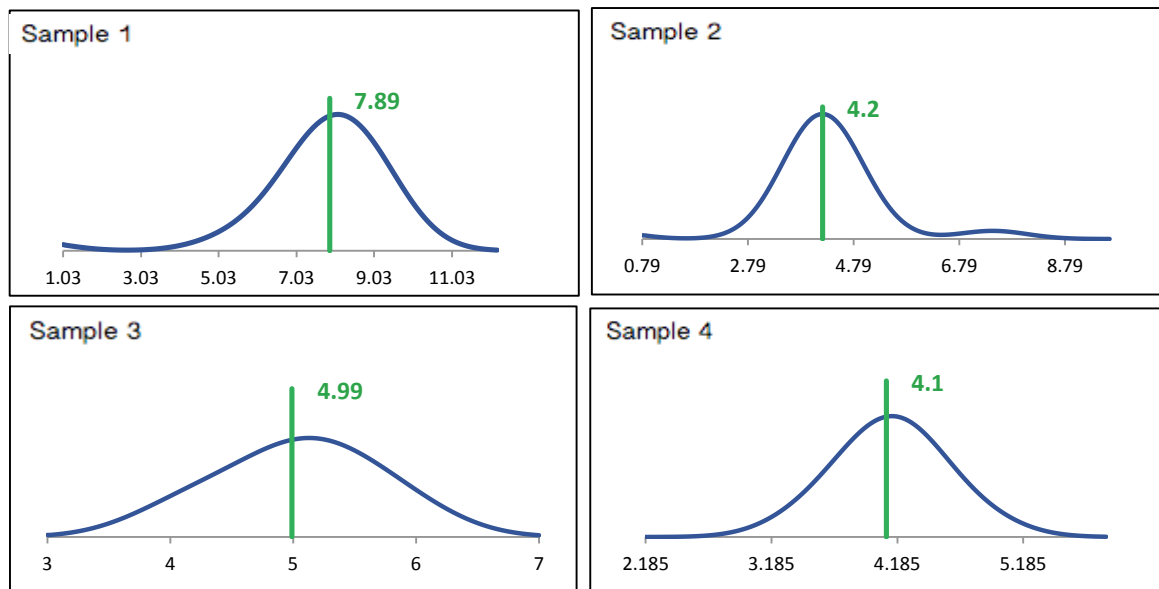 Sample 1
7.89
1.03 3.03 5.03 7.03 9.03 11.03
Sample 2
4.2
0.79 2.79 4.79 6.79 8.79
Sample 3
4.99
3 4 5 6 7
Sample 4
4.1
2.185 3.185 4.185 5.185